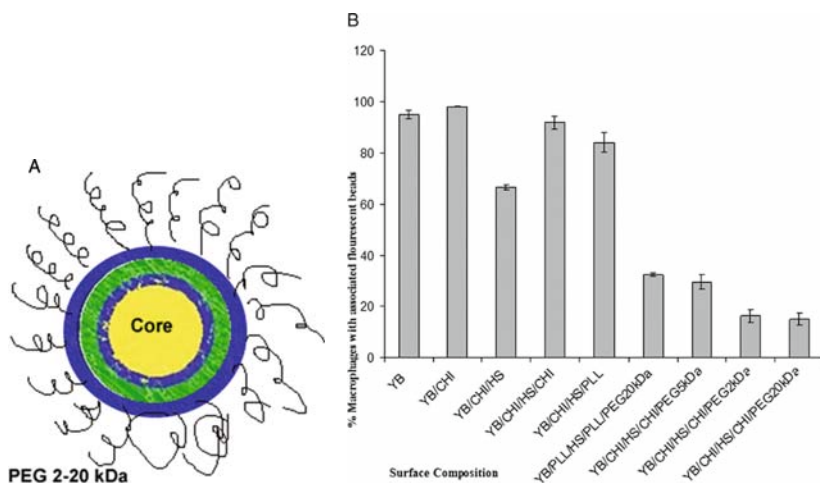 A
Core
PEG 2-20 kDa
B
% Macrophages with associated flourescent beads
120
100
80
60
40
20
0
YB
YB/CHI
YB/CHI/HS
YB/CHI/HS/CHI
YB/CHI/HS/PLL
YB/PLL/HS/PLL/PEG20kDa
YB/CHI/HS/CHI/PEG5kDa
YB/CHI/HS/CHI/PEG2kDa
YB/CHI/HS/CHI/PEG20kDa
Surface Composition